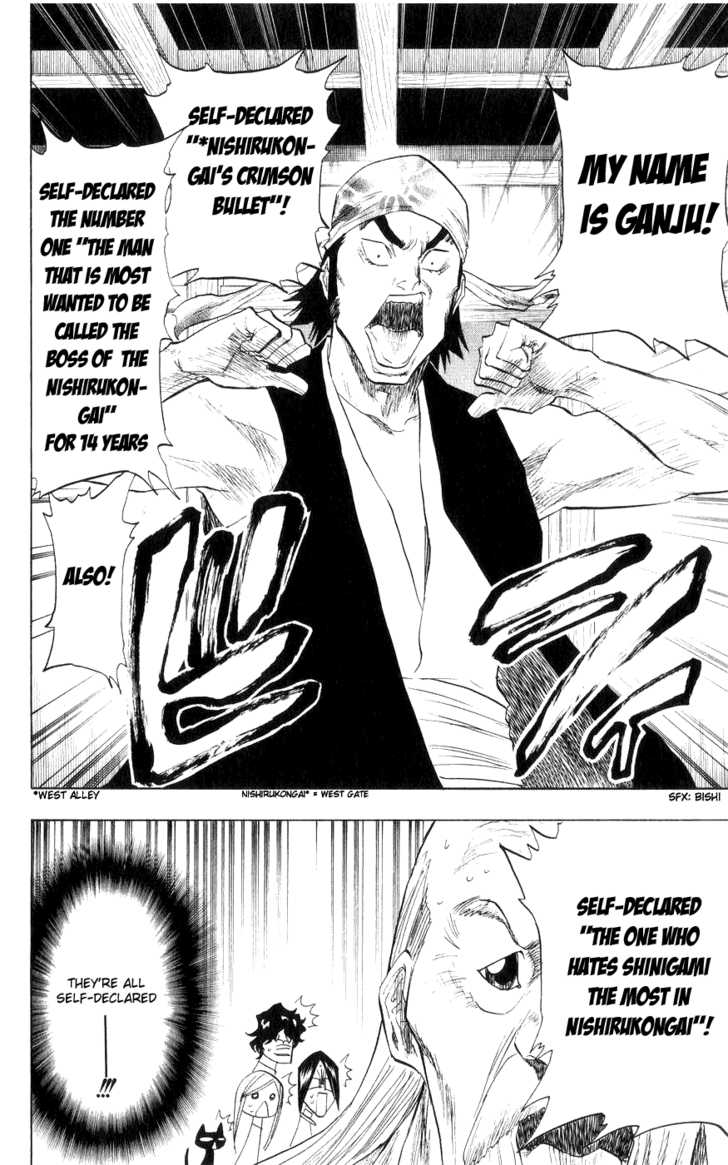 MY NAME
IS GANJU!
SELF-DECLARED
"*NISHIRUKON-
GAI'S CRIMSON
BULLET"!
SELF-DECLARED
THE NUMBER
ONE "THE MAN
THAT IS MOST
WANTED TO BE
CALLED THE
BOSS OF THE
NISHIRUKON-
GAI"
FOR 14 YEARS
ALSO!
ビシィ
*WEST ALLEY
NISHIRUKONGAI* = WEST GATE
SFX: BISHI
SELF-DECLARED
"THE ONE WHO
HATES SHINIGAMI
THE MOST IN
NISHIRUKONGAI"!
THEY'RE ALL
SELF-DECLARED
!!!